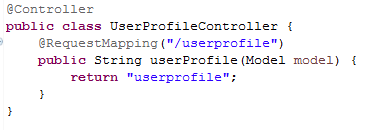 @Controller
public class UserProfileController {
    @RequestMapping("/userprofile")
    public String userProfile(Model model) {
        return "userprofile";
    }
}